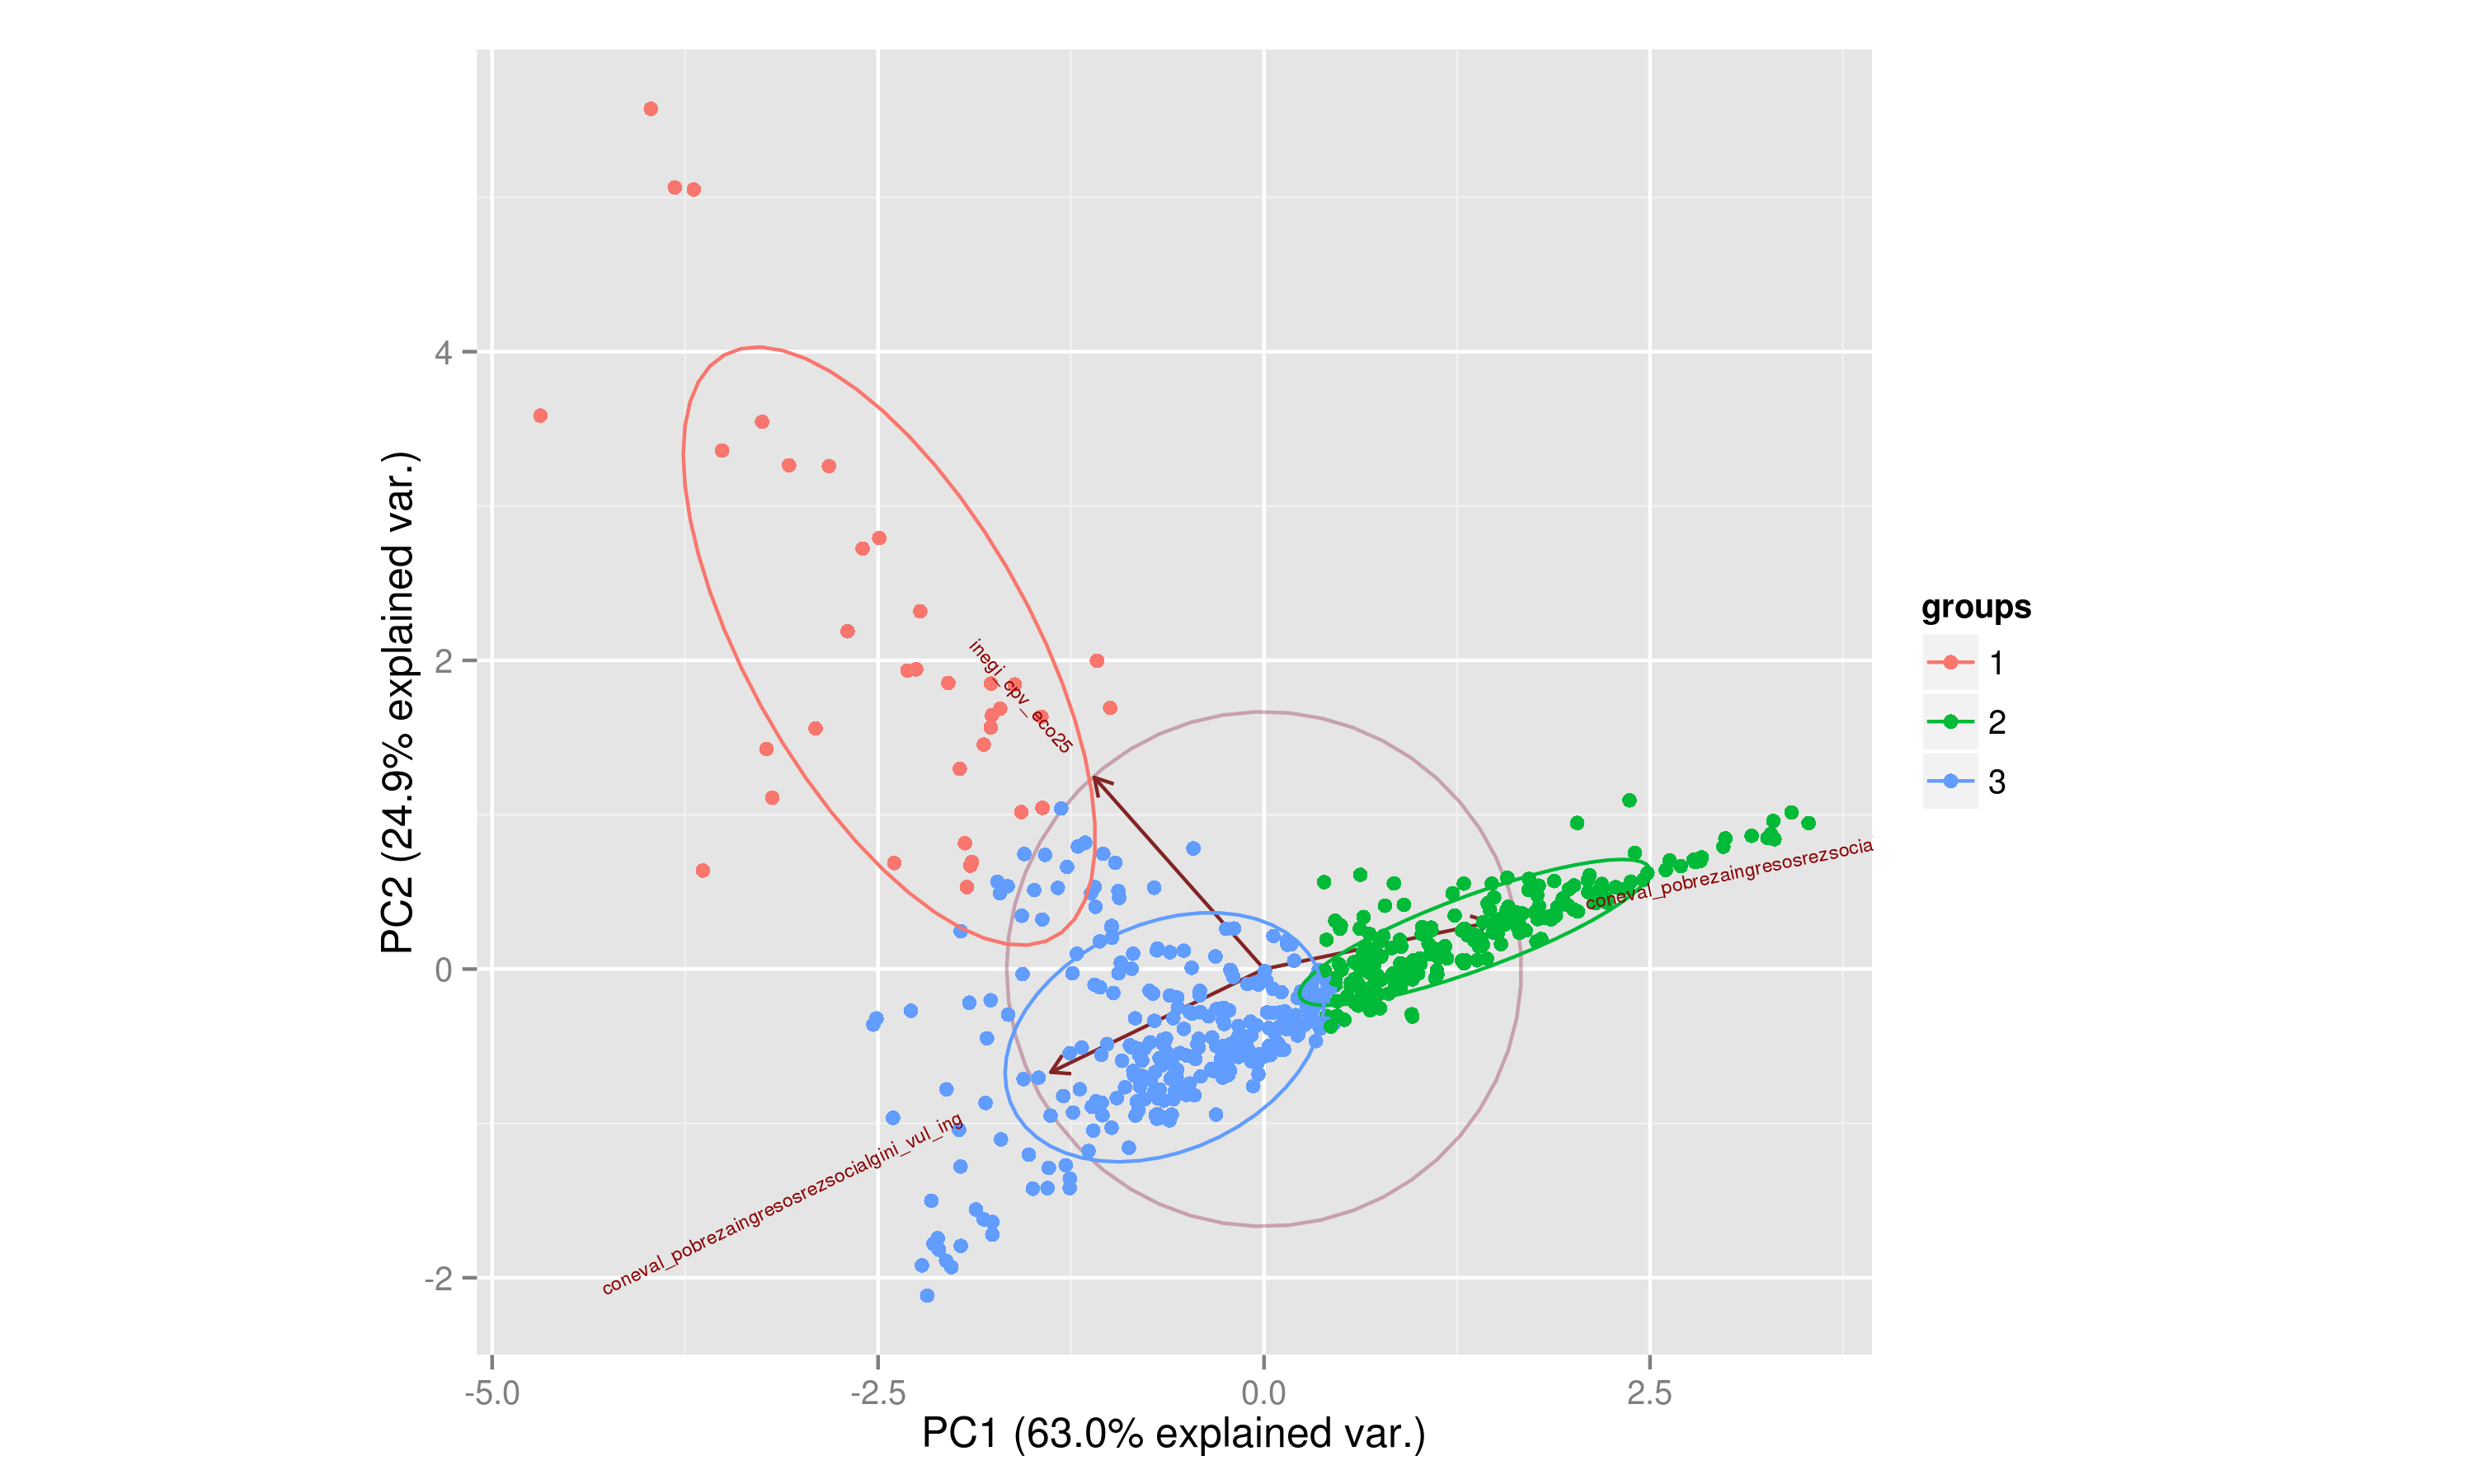 4
2
0
-2
PC2 (24.9% explained var.)
inegi_cpv_eco25
coneval_pobrezaingresosrezsocia
coneval_pobrezaingresosrezsocialgini_vul_ing
-5.0
-2.5
0.0
2.5
PC1 (63.0% explained var.)
groups
1
2
3